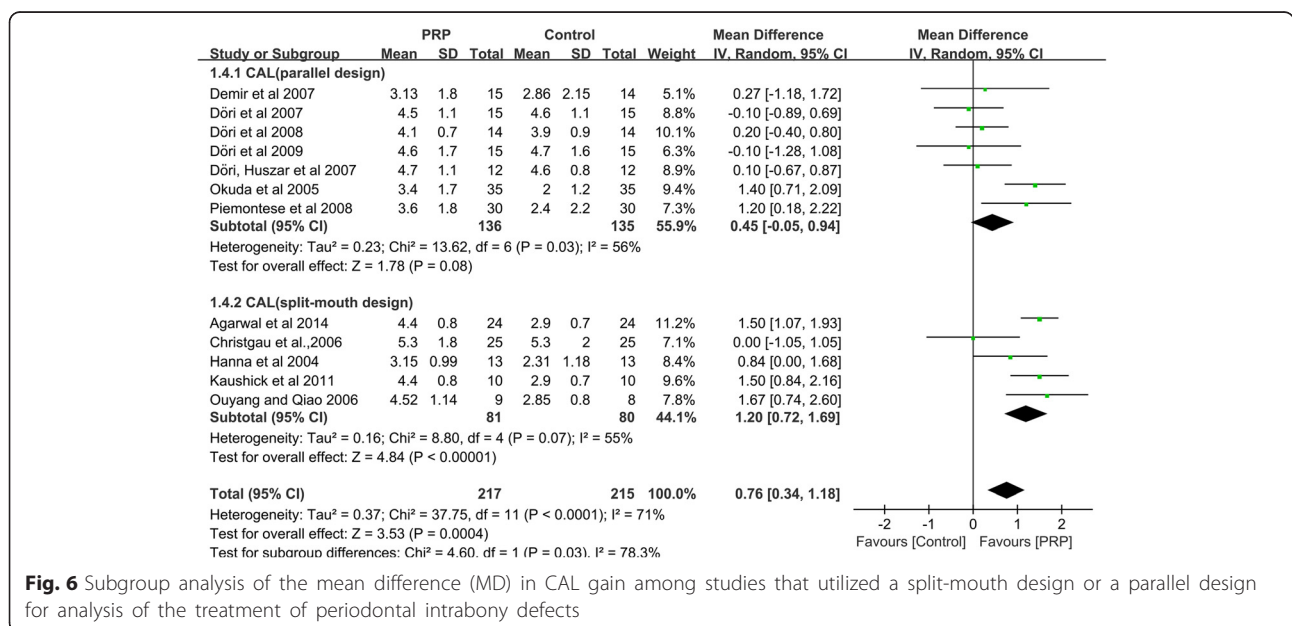 PRP Control Mean Difference Mean Difference
Study or Subgroup Mean SD Total Mean SD Total Weight IV, Random, 95% CI IV, Random, 95% CI
1.4.1 CAL(parallel design)
Demir et al 2007 3.13 1.8 15 2.86 2.15 14 5.1% 0.27 [-1.18, 1.72]
Döri et al 2007 4.5 1.1 15 4.6 1.1 15 8.8% -0.10 [-0.89, 0.69]
Döri et al 2008 4.1 0.7 14 3.9 0.9 14 10.1% 0.20 [-0.40, 0.80]
Döri et al 2009 4.6 1.7 15 4.7 1.6 15 6.3% -0.10 [-1.28, 1.08]
Döri, Huszar et al 2007 4.7 1.1 12 4.6 0.8 12 8.9% 0.10 [-0.67, 0.87]
Okuda et al 2005 3.4 1.7 35 2 1.2 35 9.4% 1.40 [0.71, 2.09]
Piemontese et al 2008 3.6 1.8 30 2.4 2.2 30 7.3% 1.20 [0.18, 2.22]
Subtotal (95% CI) 136 135 55.9% 0.45 [-0.05, 0.94]
Heterogeneity: Tau² = 0.23; Chi² = 13.62, df = 6 (P = 0.03); I² = 56%
Test for overall effect: Z = 1.78 (P = 0.08)
1.4.2 CAL(split-mouth design)
Agarwal et al 2014 4.4 0.8 24 2.9 0.7 24 11.2% 1.50 [1.07, 1.93]
Christgau et al.,2006 5.3 1.8 25 5.3 2 25 7.1% 0.00 [-1.05, 1.05]
Hanna et al 2004 3.15 0.99 13 2.31 1.18 13 8.4% 0.84 [0.00, 1.68]
Kaushick et al 2011 4.4 0.8 10 2.9 0.7 10 9.6% 1.50 [0.84, 2.16]
Ouyang and Qiao 2006 4.52 1.14 9 2.85 0.8 8 7.8% 1.67 [0.74, 2.60]
Subtotal (95% CI) 81 80 44.1% 1.20 [0.72, 1.69]
Heterogeneity: Tau² = 0.16; Chi² = 8.80, df = 4 (P = 0.07); I² = 55%
Test for overall effect: Z = 4.84 (P < 0.00001)
Total (95% CI) 217 215 100.0% 0.76 [0.34, 1.18]
Heterogeneity: Tau² = 0.37; Chi² = 37.75, df = 11 (P < 0.0001); I² = 71%
Test for overall effect: Z = 3.53 (P = 0.0004)
Test for subgroup differences: Chi² = 4.60, df = 1 (P = 0.03), I² = 78.3%
-2 -1 0 1 2
Favours [Control] Favours [PRP]
Fig. 6 Subgroup analysis of the mean difference (MD) in CAL gain among studies that utilized a split-mouth design or a parallel design
for analysis of the treatment of periodontal intrabony defects